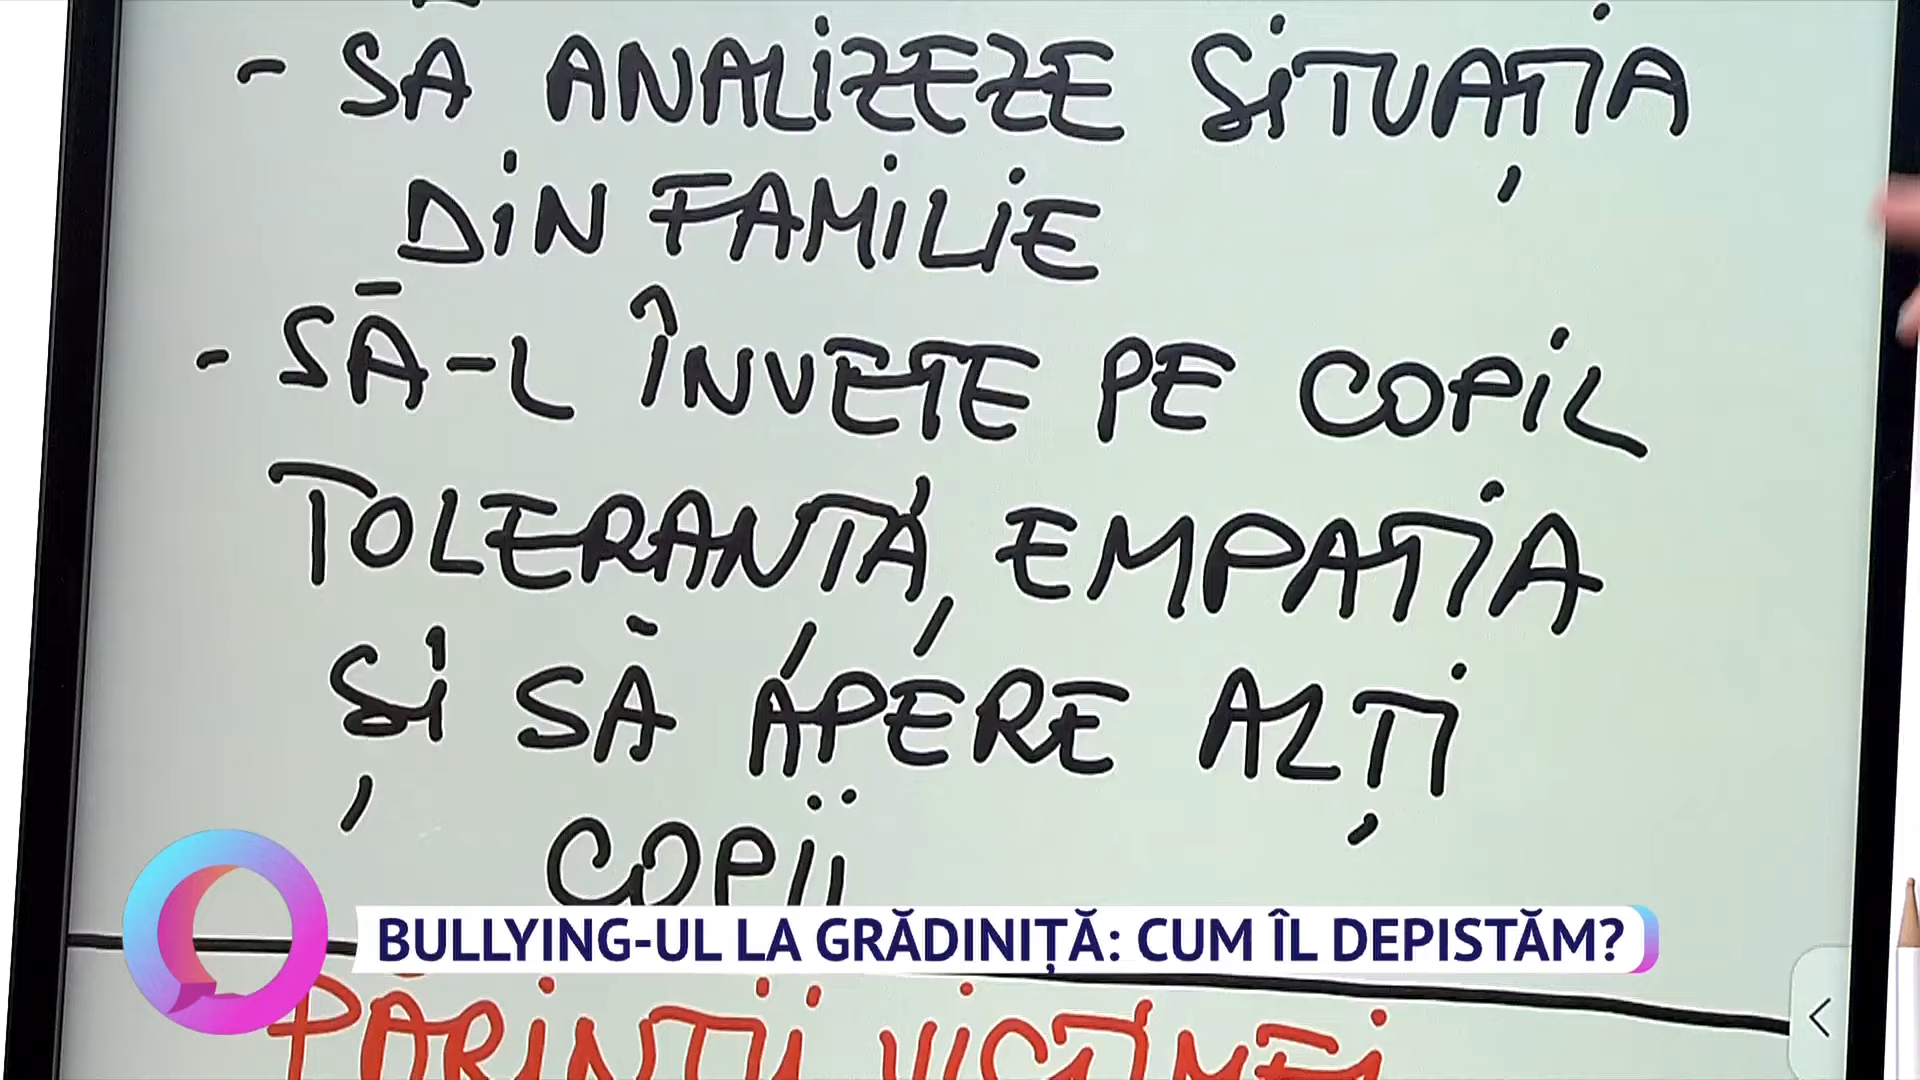 - SĂ ANALIZEZE SITUAȚIA
DIN FAMILIE
- SĂ-L ÎNVEȚE PE COPIL
TOLERANȚĂ, EMPATIA
ȘI SĂ APERE ALȚI
COPII
BULLYING-UL LA GRĂDINIȚĂ: CUM ÎL DEPISTĂM?
PĂRINȚII VICTIMEI